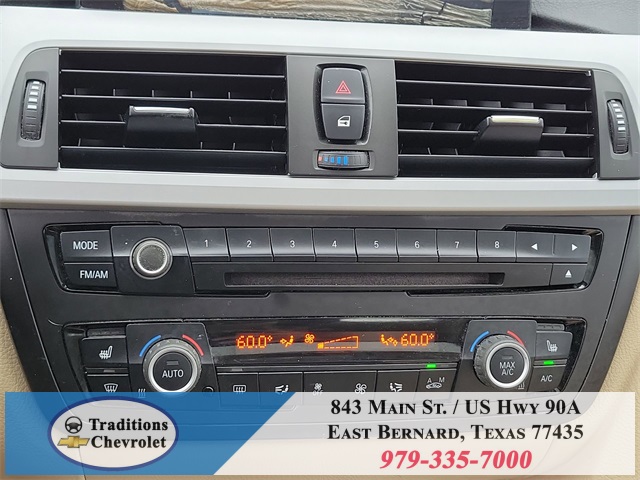 MODE 1 2 3 4 5 6 7 8
FM/AM
60.0° 60.0°
AUTO
MAX
A/C
A M
A/C
Traditions
Chevrolet
843 Main St. / US Hwy 90A
East Bernard, Texas 77435
979-335-7000